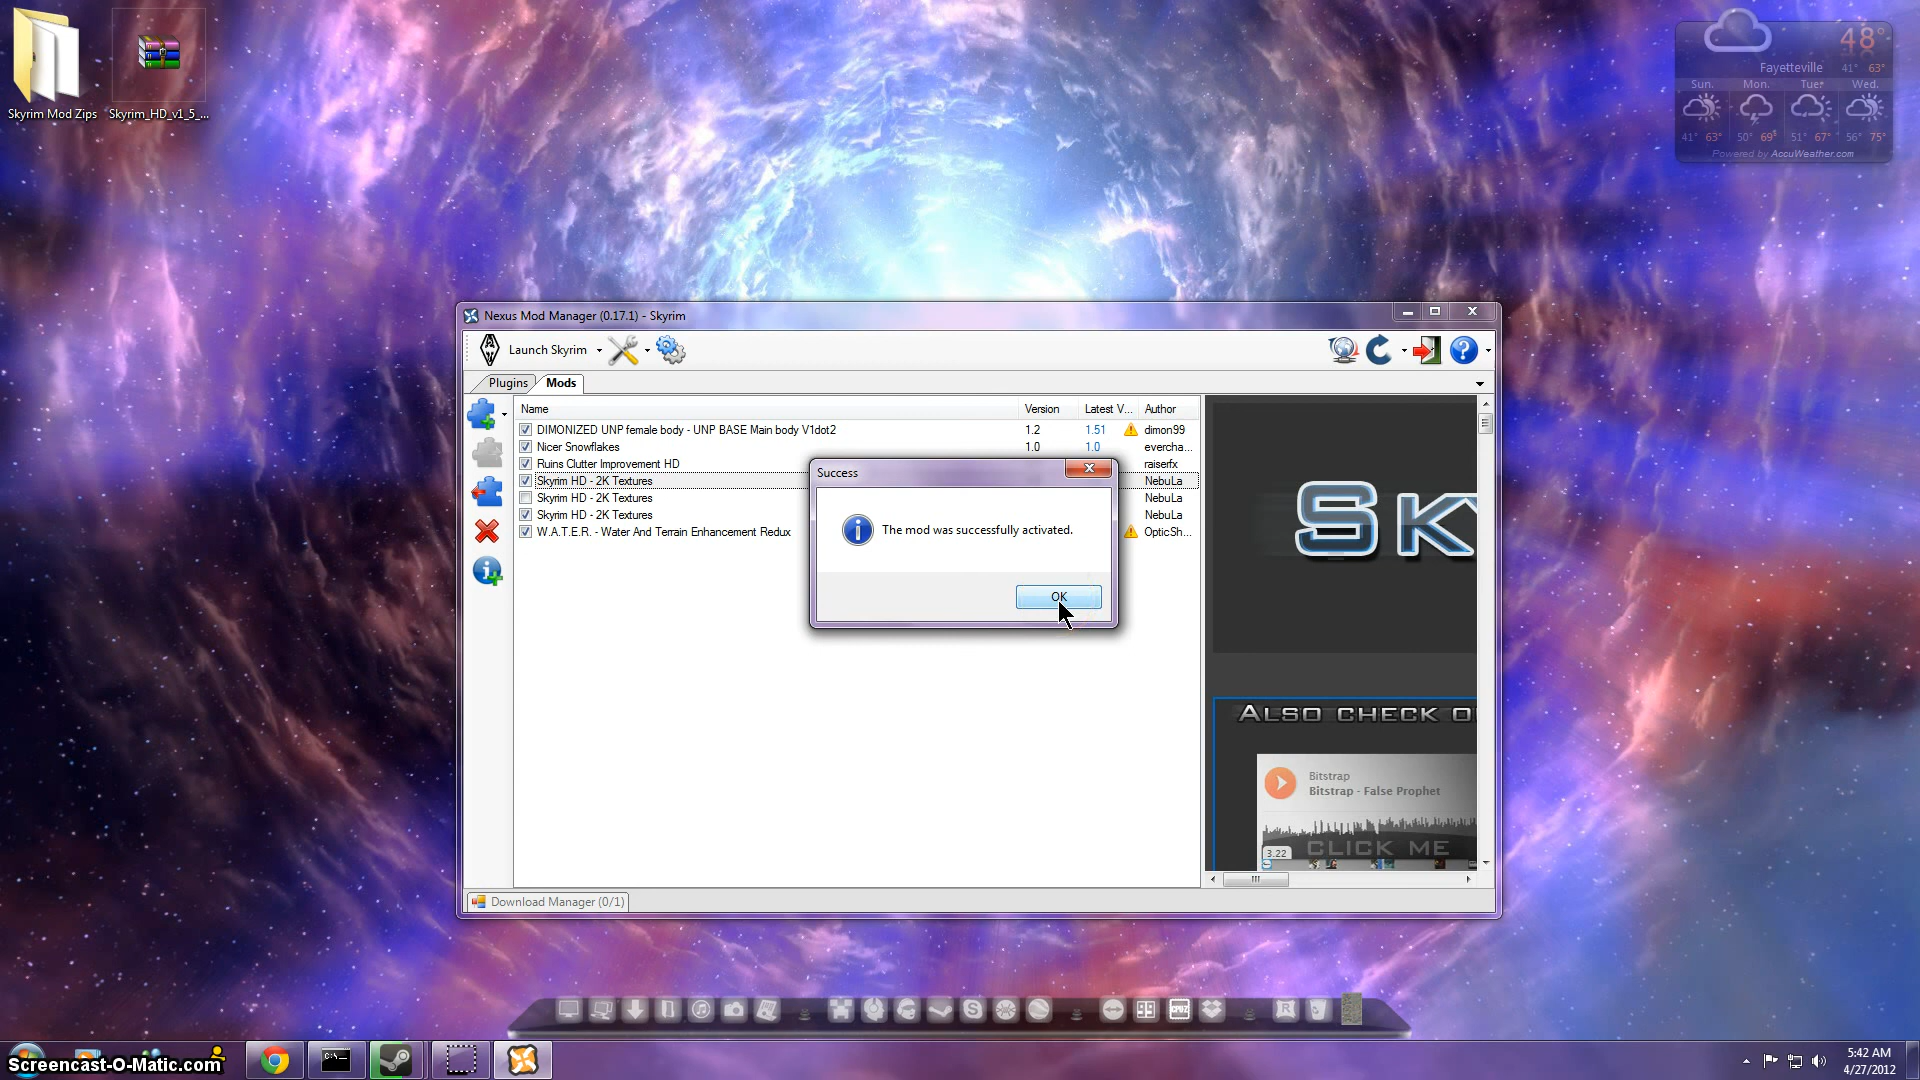 Skyrim Mod Zips
Skyrim_HD_v1_5_...
48°
Fayetteville 41° 63°
Sun. Mon. Tue. Wed.
41° 63° 50° 69° 51° 67° 56° 75°
Powered by AccuWeather.com
Nexus Mod Manager (0.17.1) - Skyrim
Launch Skyrim
Plugins Mods
Name Version Latest V... Author
DIMONIZED UNP female body - UNP BASE Main body V1dot2 1.2 1.51 dimon99
Nicer Snowflakes 1.0 1.0 evercha...
Ruins Clutter Improvement HD raiserfx
Skyrim HD - 2K Textures NebuLa
Skyrim HD - 2K Textures NebuLa
Skyrim HD - 2K Textures NebuLa
W.A.T.E.R. - Water And Terrain Enhancement Redux OpticSh...
Success
The mod was successfully activated.
OK
SKY
ALSO CHECK O
Bitstrap
Bitstrap - False Prophet
3.22
CLICK ME
Download Manager (0/1)
Screencast-O-Matic.com
5:42 AM
4/27/2012